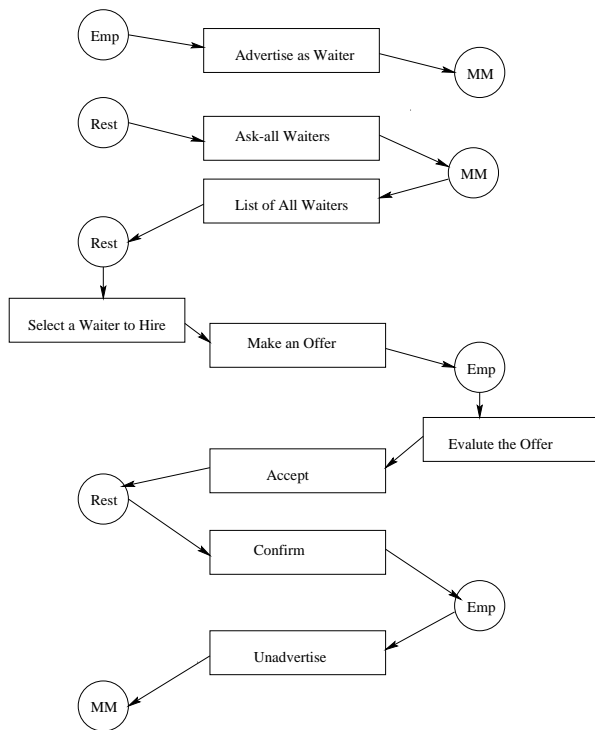 Emp
Advertise as Waiter
MM
Rest
Ask-all Waiters
MM
List of All Waiters
Rest
Select a Waiter to Hire
Make an Offer
Emp
Evalute the Offer
Accept
Rest
Confirm
Emp
Unadvertise
MM